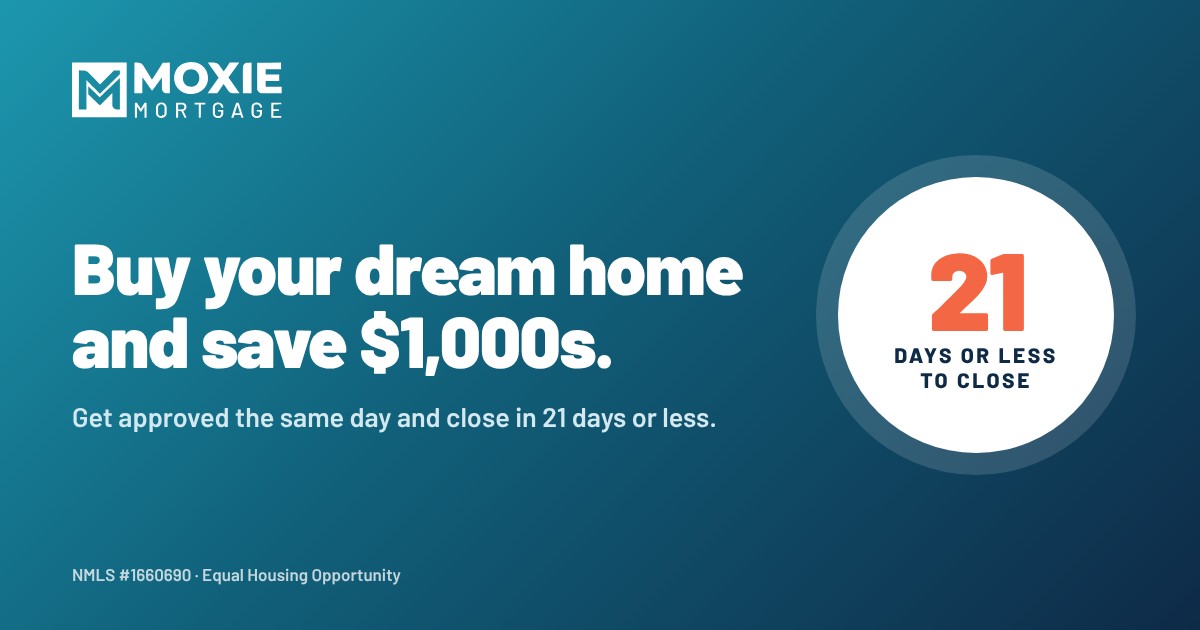 MOXIE
MORTGAGE
Buy your dream home
and save $1,000s.
Get approved the same day and close in 21 days or less.
21
DAYS OR LESS
TO CLOSE
NMLS #1660690 · Equal Housing Opportunity